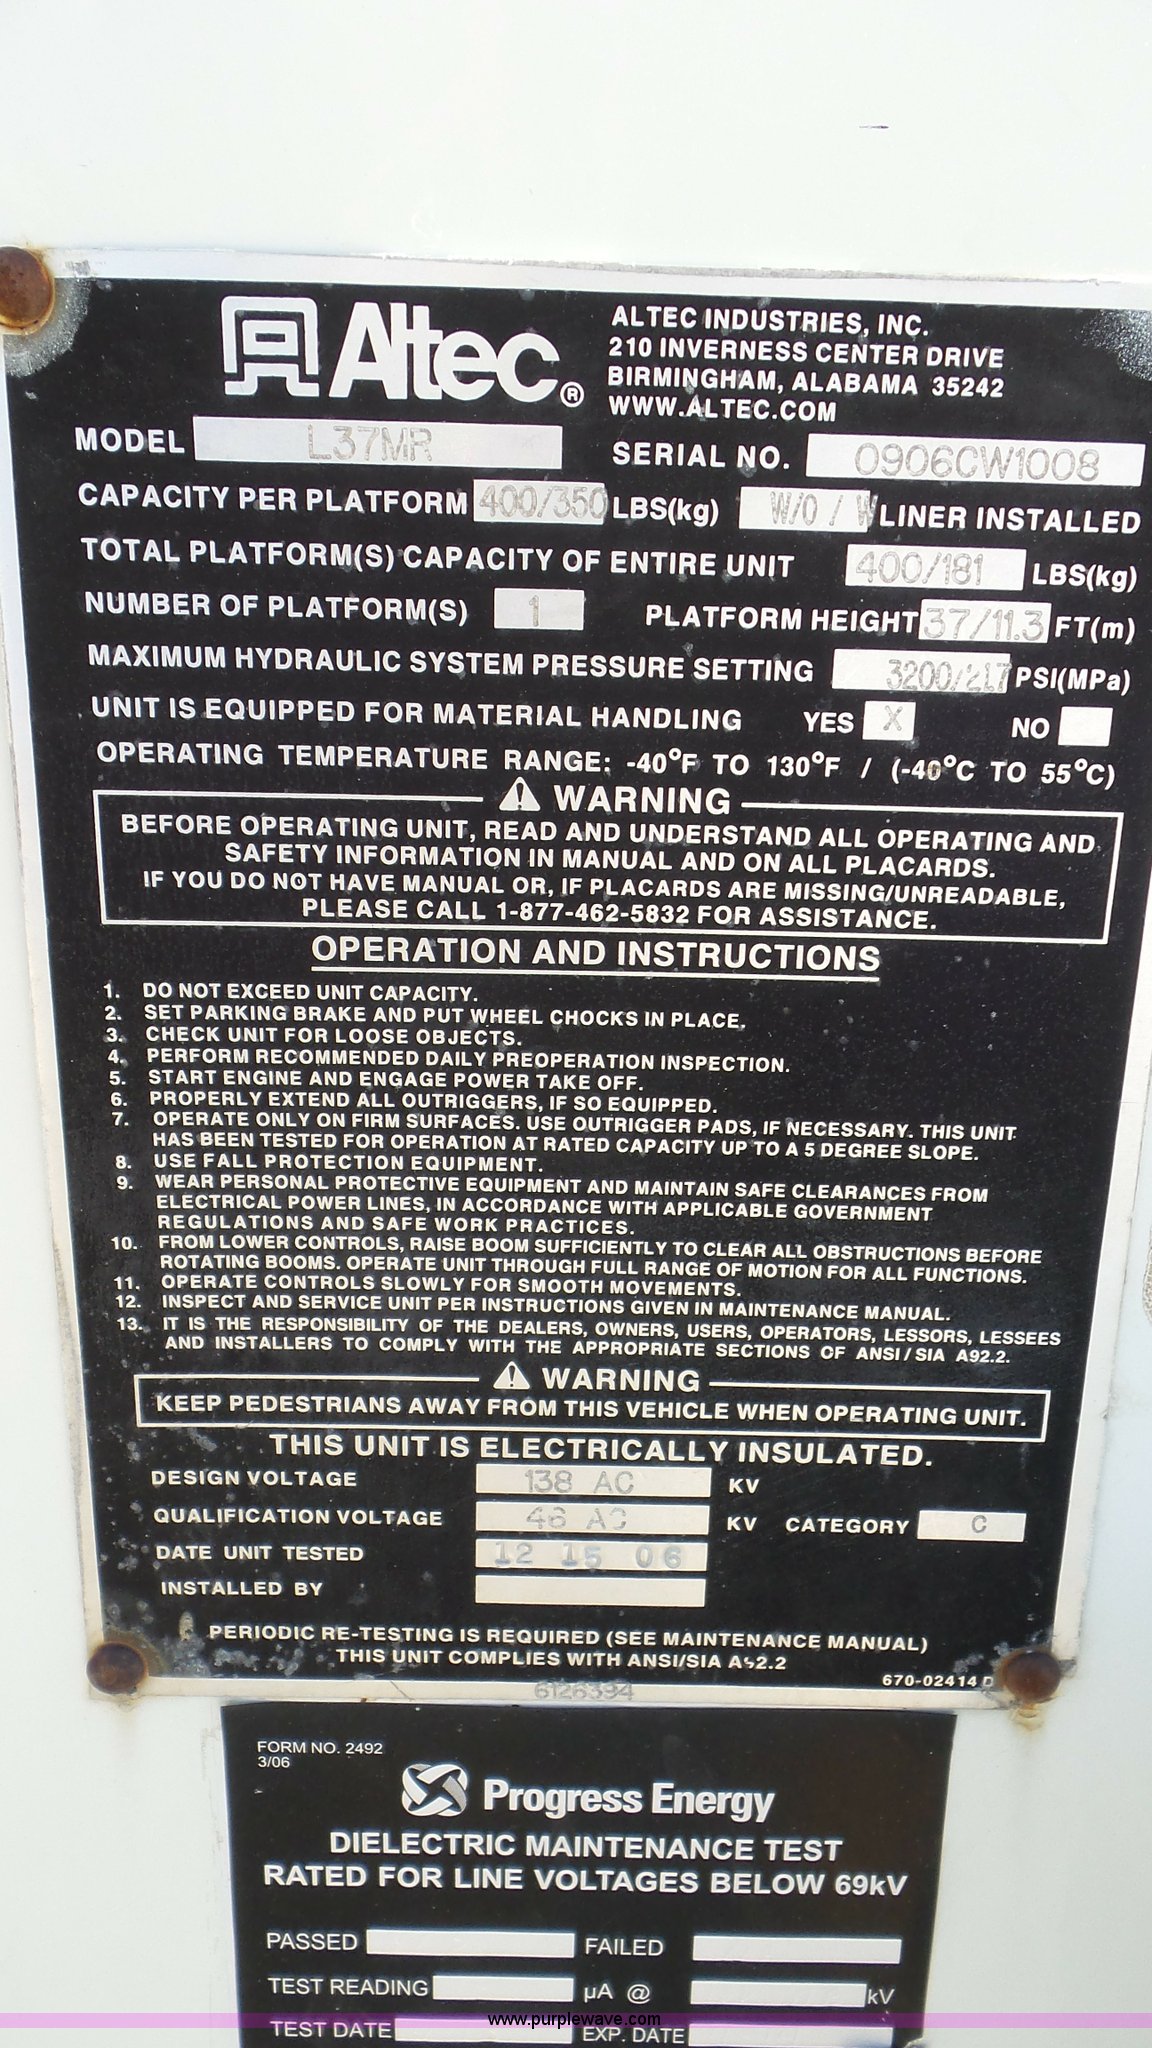 Altec®
ALTEC INDUSTRIES, INC.
210 INVERNESS CENTER DRIVE
BIRMINGHAM, ALABAMA 35242
WWW.ALTEC.COM
MODEL L37MR SERIAL NO. 0906CW1008
CAPACITY PER PLATFORM 400/350 LBS(kg) W/O / W LINER INSTALLED
TOTAL PLATFORM(S) CAPACITY OF ENTIRE UNIT 400/181 LBS(kg)
NUMBER OF PLATFORM(S) 1 PLATFORM HEIGHT 37/11.3 FT(m)
MAXIMUM HYDRAULIC SYSTEM PRESSURE SETTING 3200/ PSI(MPa)
UNIT IS EQUIPPED FOR MATERIAL HANDLING YES X NO
OPERATING TEMPERATURE RANGE: -40°F TO 130°F / (-40°C TO 55°C)
WARNING
BEFORE OPERATING UNIT, READ AND UNDERSTAND ALL OPERATING AND
SAFETY INFORMATION IN MANUAL AND ON ALL PLACARDS.
IF YOU DO NOT HAVE MANUAL OR, IF PLACARDS ARE MISSING/UNREADABLE,
PLEASE CALL 1-877-462-5832 FOR ASSISTANCE.
OPERATION AND INSTRUCTIONS
1. DO NOT EXCEED UNIT CAPACITY.
2. SET PARKING BRAKE AND PUT WHEEL CHOCKS IN PLACE.
3. CHECK UNIT FOR LOOSE OBJECTS.
4. PERFORM RECOMMENDED DAILY PREOPERATION INSPECTION.
5. START ENGINE AND ENGAGE POWER TAKE OFF.
6. PROPERLY EXTEND ALL OUTRIGGERS, IF SO EQUIPPED.
7. OPERATE ONLY ON FIRM SURFACES. USE OUTRIGGER PADS, IF NECESSARY. THIS UNIT
HAS BEEN TESTED FOR OPERATION AT RATED CAPACITY UP TO A 5 DEGREE SLOPE.
8. USE FALL PROTECTION EQUIPMENT.
9. WEAR PERSONAL PROTECTIVE EQUIPMENT AND MAINTAIN SAFE CLEARANCES FROM
ELECTRICAL POWER LINES, IN ACCORDANCE WITH APPLICABLE GOVERNMENT
REGULATIONS AND SAFE WORK PRACTICES.
10. FROM LOWER CONTROLS, RAISE BOOM SUFFICIENTLY TO CLEAR ALL OBSTRUCTIONS BEFORE
ROTATING BOOMS. OPERATE UNIT THROUGH FULL RANGE OF MOTION FOR ALL FUNCTIONS.
11. OPERATE CONTROLS SLOWLY FOR SMOOTH MOVEMENTS.
12. INSPECT AND SERVICE UNIT PER INSTRUCTIONS GIVEN IN MAINTENANCE MANUAL.
13. IT IS THE RESPONSIBILITY OF THE DEALERS, OWNERS, USERS, OPERATORS, LESSORS, LESSEES
AND INSTALLERS TO COMPLY WITH THE APPROPRIATE SECTIONS OF ANSI / SIA A92.2.
WARNING
KEEP PEDESTRIANS AWAY FROM THIS VEHICLE WHEN OPERATING UNIT.
THIS UNIT IS ELECTRICALLY INSULATED.
DESIGN VOLTAGE 138 AC KV
QUALIFICATION VOLTAGE 46 AC KV CATEGORY C
DATE UNIT TESTED 12 15 06
INSTALLED BY
PERIODIC RE-TESTING IS REQUIRED (SEE MAINTENANCE MANUAL)
THIS UNIT COMPLIES WITH ANSI/SIA A92.2
670-02414 D
6126394
FORM NO. 2492
3/06
Progress Energy
DIELECTRIC MAINTENANCE TEST
RATED FOR LINE VOLTAGES BELOW 69kV
PASSED FAILED
TEST READING µA @ kV
www.purplewave.com
TEST DATE EXP. DATE